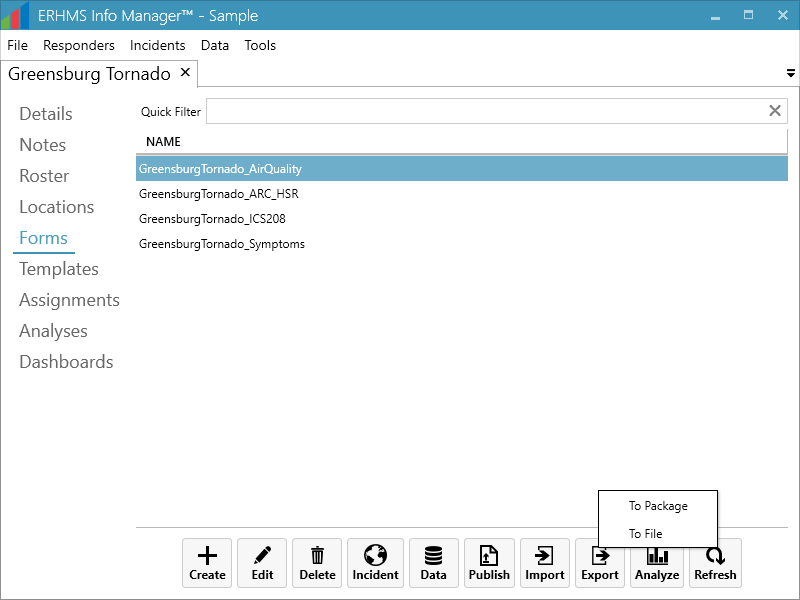 ERHMS Info Manager™ - Sample
File Responders Incidents Data Tools
Greensburg Tornado
Details
Notes
Roster
Locations
Forms
Templates
Assignments
Analyses
Dashboards
Quick Filter
NAME
GreensburgTornado_AirQuality
GreensburgTornado_ARC_HSR
GreensburgTornado_ICS208
GreensburgTornado_Symptoms
To Package
To File
Create Edit Delete Incident Data Publish Import Export Analyze Refresh